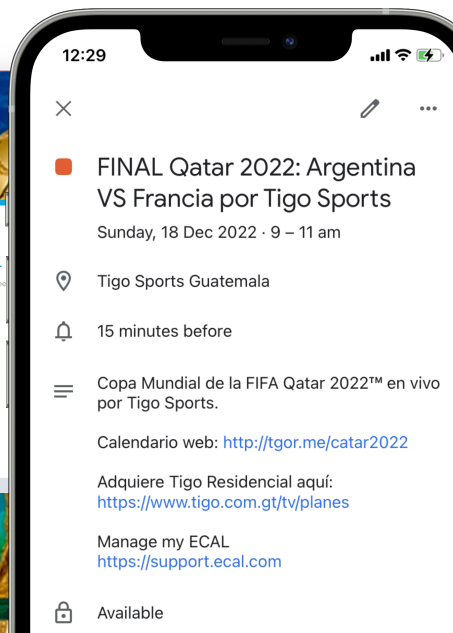 12:29
FINAL Qatar 2022: Argentina
VS Francia por Tigo Sports
Sunday, 18 Dec 2022 · 9 – 11 am
Tigo Sports Guatemala
15 minutes before
Copa Mundial de la FIFA Qatar 2022™ en vivo
por Tigo Sports.
Calendario web: http://tgor.me/catar2022
Adquiere Tigo Residencial aquí:
https://www.tigo.com.gt/tv/planes
Manage my ECAL
https://support.ecal.com
Available